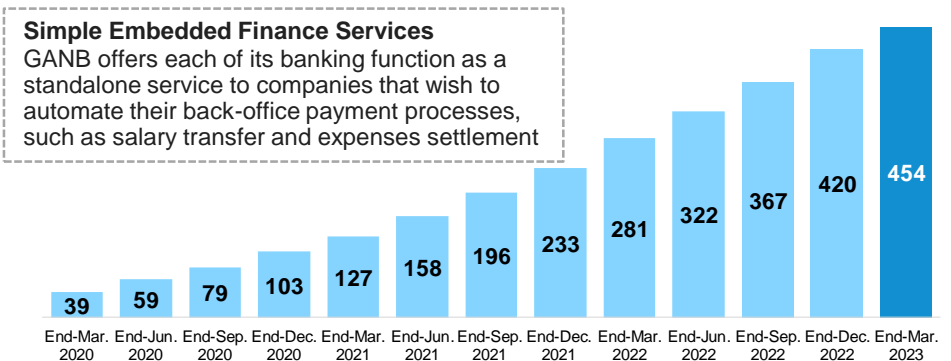 Simple Embedded Finance Services
GANB offers each of its banking function as a
standalone service to companies that wish to
automate their back-office payment processes,
such as salary transfer and expenses settlement
39
59
79
103
127
158
196
233
281
322
367
420
454
End-Mar. End-Jun. End-Sep. End-Dec. End-Mar. End-Jun. End-Sep. End-Dec. End-Mar. End-Jun. End-Sep. End-Dec. End-Mar.
2020 2020 2020 2020 2021 2021 2021 2021 2022 2022 2022 2022 2023